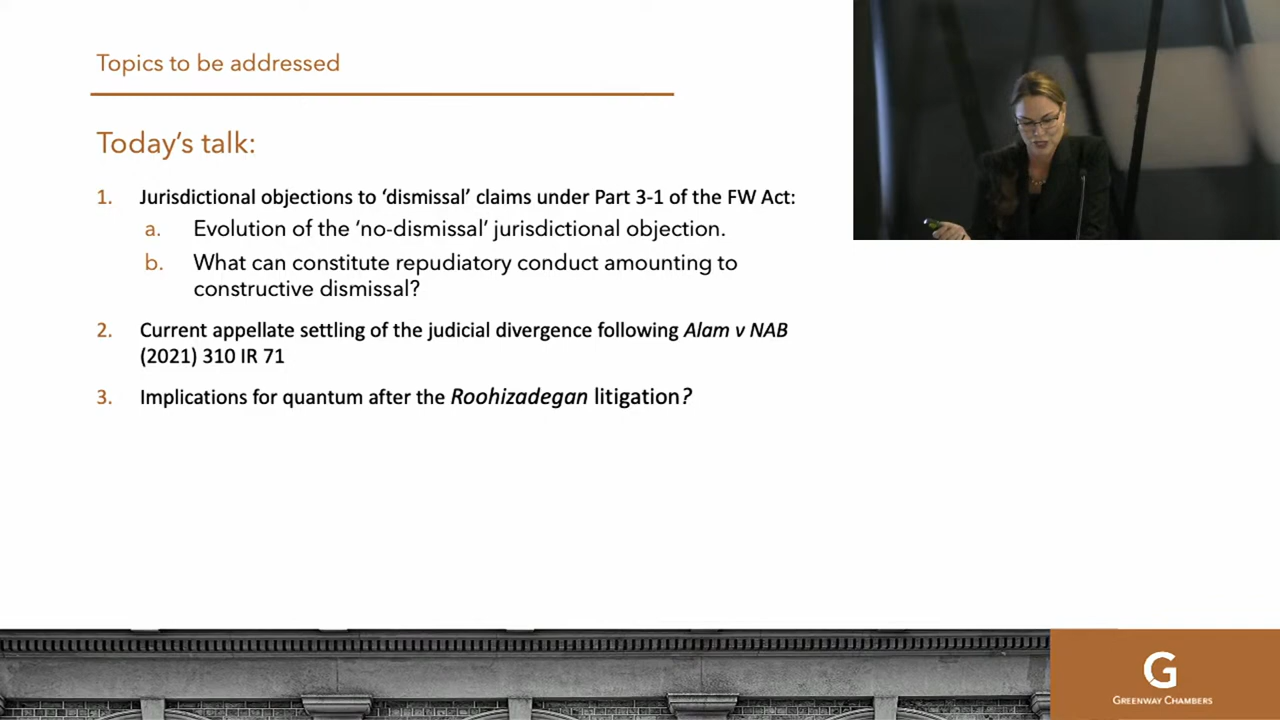 Topics to be addressed
Today's talk:
1. Jurisdictional objections to ‘dismissal’ claims under Part 3-1 of the FW Act:
a. Evolution of the ‘no-dismissal’ jurisdictional objection.
b. What can constitute repudiatory conduct amounting to
constructive dismissal?
2. Current appellate settling of the judicial divergence following Alam v NAB
(2021) 310 IR 71
3. Implications for quantum after the Roohizadegan litigation?
G
GREENWAY CHAMBERS